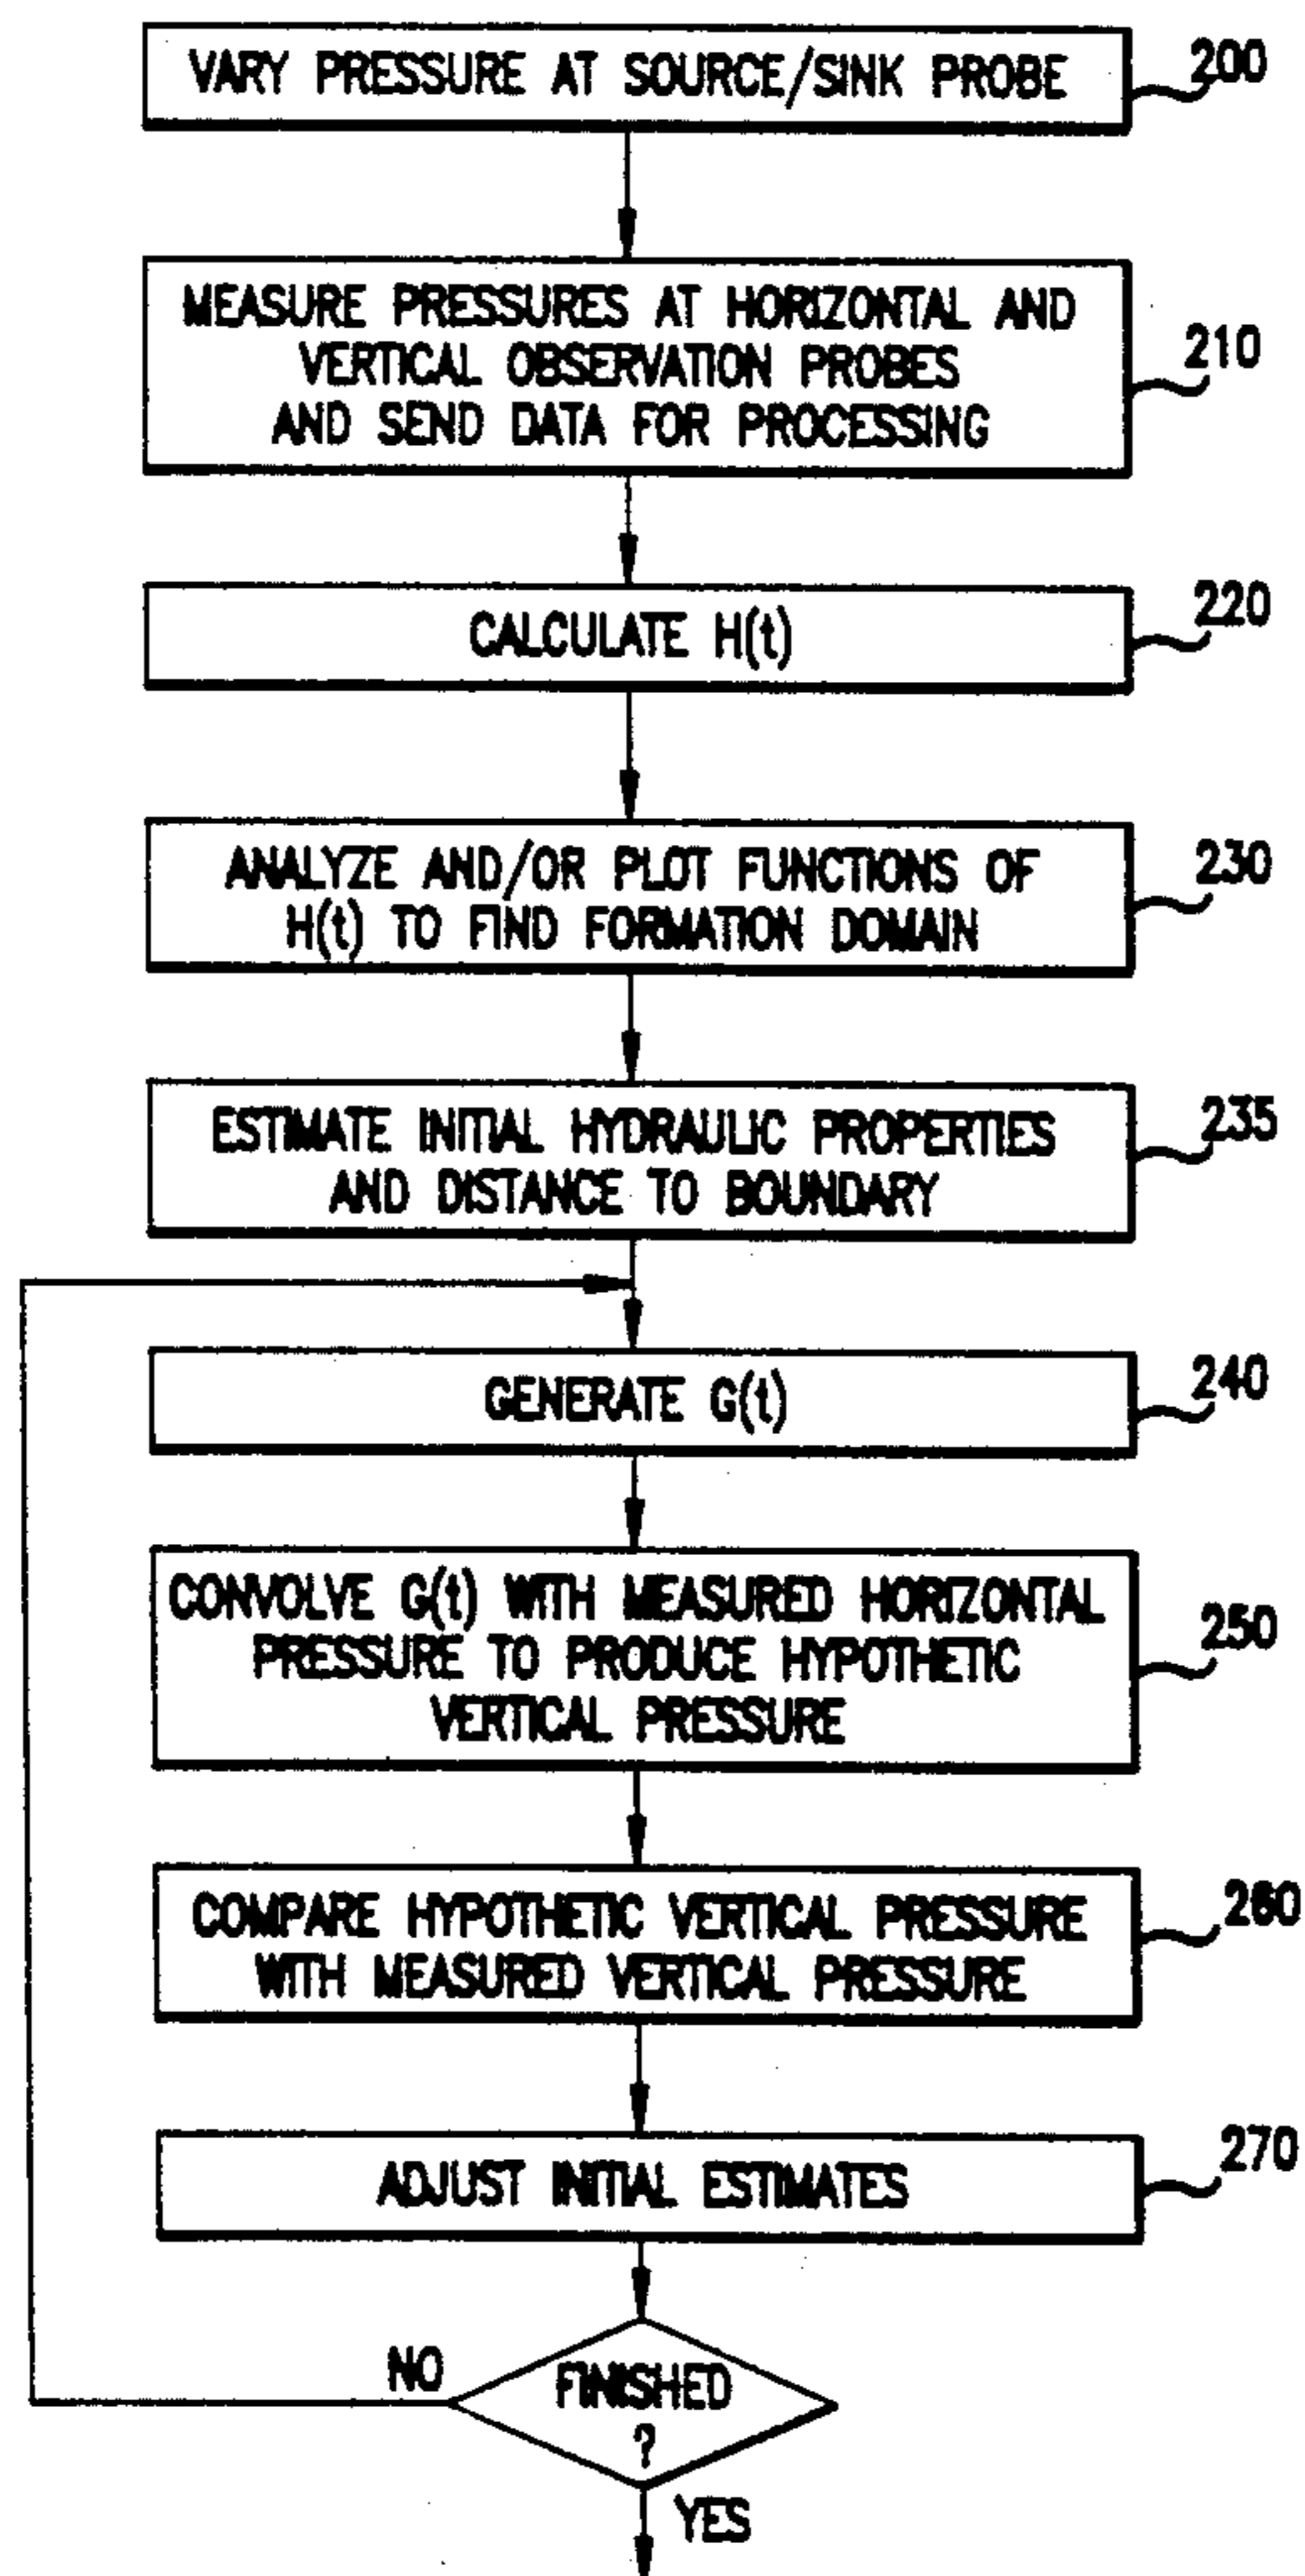 VARY PRESSURE AT SOURCE/SINK PROBE
200
MEASURE PRESSURES AT HORIZONTAL AND
VERTICAL OBSERVATION PROBES
AND SEND DATA FOR PROCESSING
210
CALCULATE H(t)
220
ANALYZE AND/OR PLOT FUNCTIONS OF
H(t) TO FIND FORMATION DOMAIN
230
ESTIMATE INITIAL HYDRAULIC PROPERTIES
AND DISTANCE TO BOUNDARY
235
GENERATE G(t)
240
CONVOLVE G(t) WITH MEASURED HORIZONTAL
PRESSURE TO PRODUCE HYPOTHETIC
VERTICAL PRESSURE
250
COMPARE HYPOTHETIC VERTICAL PRESSURE
WITH MEASURED VERTICAL PRESSURE
260
ADJUST INITIAL ESTIMATES
270
NO
FINISHED
?
YES